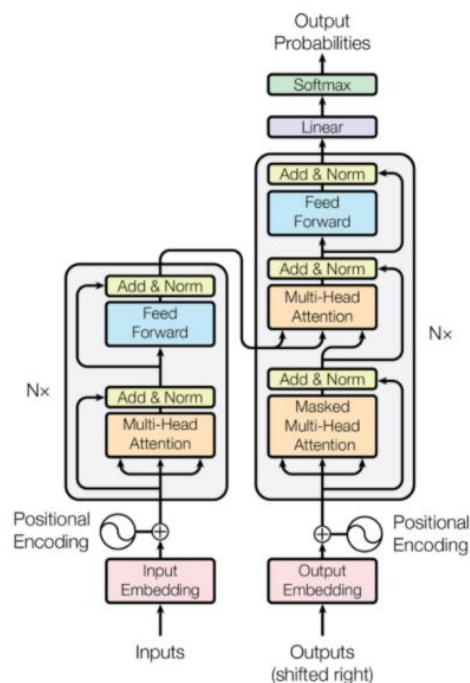 Output
Probabilities
Softmax
Linear
Add & Norm
Feed
Forward
Add & Norm
Multi-Head
Attention
Add & Norm
Masked
Multi-Head
Attention
Nx
Positional
Encoding
Output
Embedding
Outputs
(shifted right)
Add & Norm
Feed
Forward
Add & Norm
Multi-Head
Attention
Nx
Positional
Encoding
Input
Embedding
Inputs